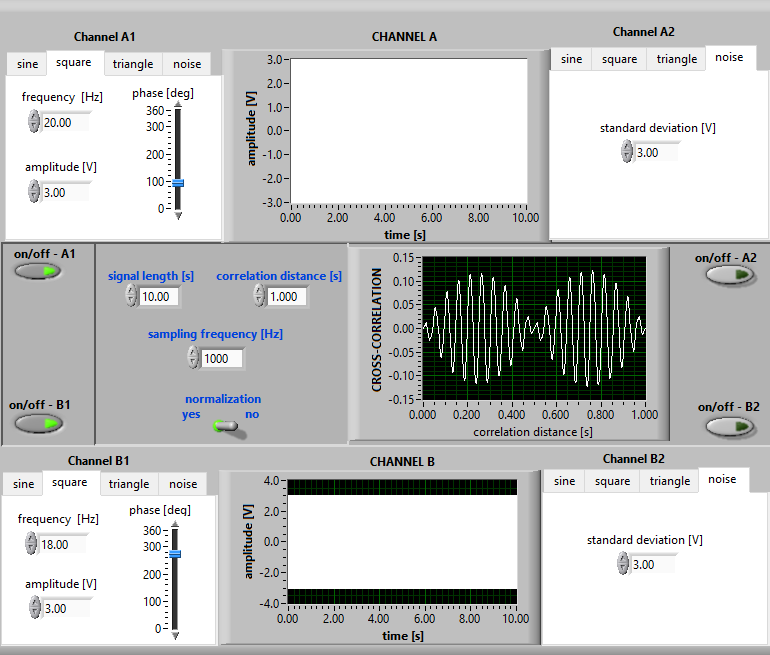 Channel A1
sine square triangle noise
frequency [Hz]
20.00
amplitude [V]
3.00
phase [deg]
360
300
200
100
0
CHANNEL A
amplitude [V]
3.0
2.0
1.0
0.0
-1.0
-2.0
-3.0
0.00 2.00 4.00 6.00 8.00 10.00
time [s]
Channel A2
sine square triangle noise
standard deviation [V]
3.00
on/off - A1
on/off - B1
signal length [s]
10.00
correlation distance [s]
1.000
sampling frequency [Hz]
1000
normalization
yes no
CROSS-CORRELATION
0.15
0.10
0.05
0.00
-0.05
-0.10
-0.15
0.000 0.200 0.400 0.600 0.800 1.000
correlation distance [s]
on/off - A2
on/off - B2
Channel B1
sine square triangle noise
frequency [Hz]
18.00
amplitude [V]
3.00
phase [deg]
360
300
200
100
0
CHANNEL B
amplitude [V]
4.0
2.0
0.0
-2.0
-4.0
0.00 2.00 4.00 6.00 8.00 10.00
time [s]
Channel B2
sine square triangle noise
standard deviation [V]
3.00